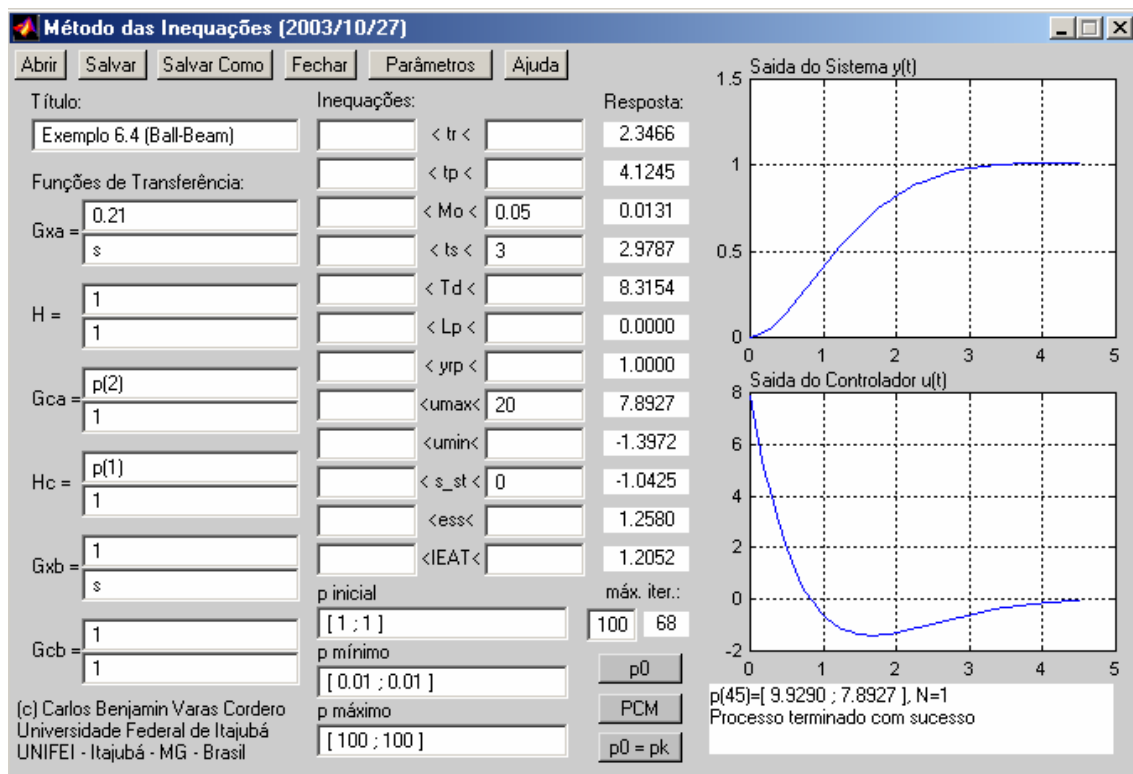 Método das Inequações (2003/10/27)
Abrir Salvar Salvar Como Fechar Parâmetros Ajuda
Título:
Exemplo 6.4 (Ball-Beam)
Funções de Transferência:
Gxa =
0.21
s
H =
1
1
Gca =
p(2)
1
Hc =
p(1)
1
Gxb =
1
s
Gcb =
1
1
(c) Carlos Benjamin Varas Cordero
Universidade Federal de Itajubá
UNIFEI - Itajubá - MG - Brasil
Inequações: Resposta:
< tr < 2.3466
< tp < 4.1245
< Mo < 0.05 0.0131
< ts < 3 2.9787
< Td < 8.3154
< Lp < 0.0000
< yrp < 1.0000
<umax< 20 7.8927
<umin< -1.3972
< s_st < 0 -1.0425
<ess< 1.2580
<IEAT< 1.2052
p inicial
[ 1 ; 1 ]
p mínimo
[ 0.01 ; 0.01 ]
p máximo
[ 100 ; 100 ]
máx. iter.:
100 68
p0
PCM
p0 = pk
Saida do Sistema y(t)
1.5
1
0.5
0
0 1 2 3 4 5
Saida do Controlador u(t)
8
6
4
2
0
-2
0 1 2 3 4 5
p(45)=[ 9.9290 ; 7.8927 ], N=1
Processo terminado com sucesso